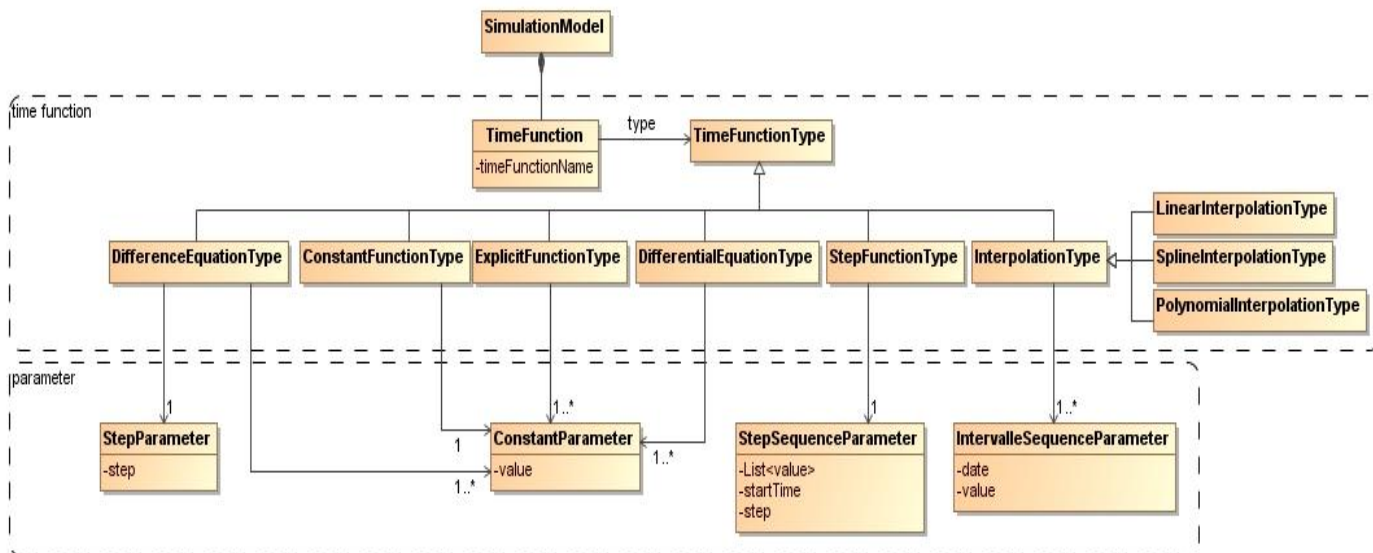 SimulationModel
time function
TimeFunction
-timeFunctionName
type
TimeFunctionType
LinearInterpolationType
SplineInterpolationType
PolynomialInterpolationType
DifferenceEquationType
ConstantFunctionType
ExplicitFunctionType
DifferentialEquationType
StepFunctionType
InterpolationType
parameter
1
1..*
1
1..*
1
1..*
1..*
StepParameter
-step
ConstantParameter
-value
StepSequenceParameter
-List<value>
-startTime
-step
IntervalleSequenceParameter
-date
-value